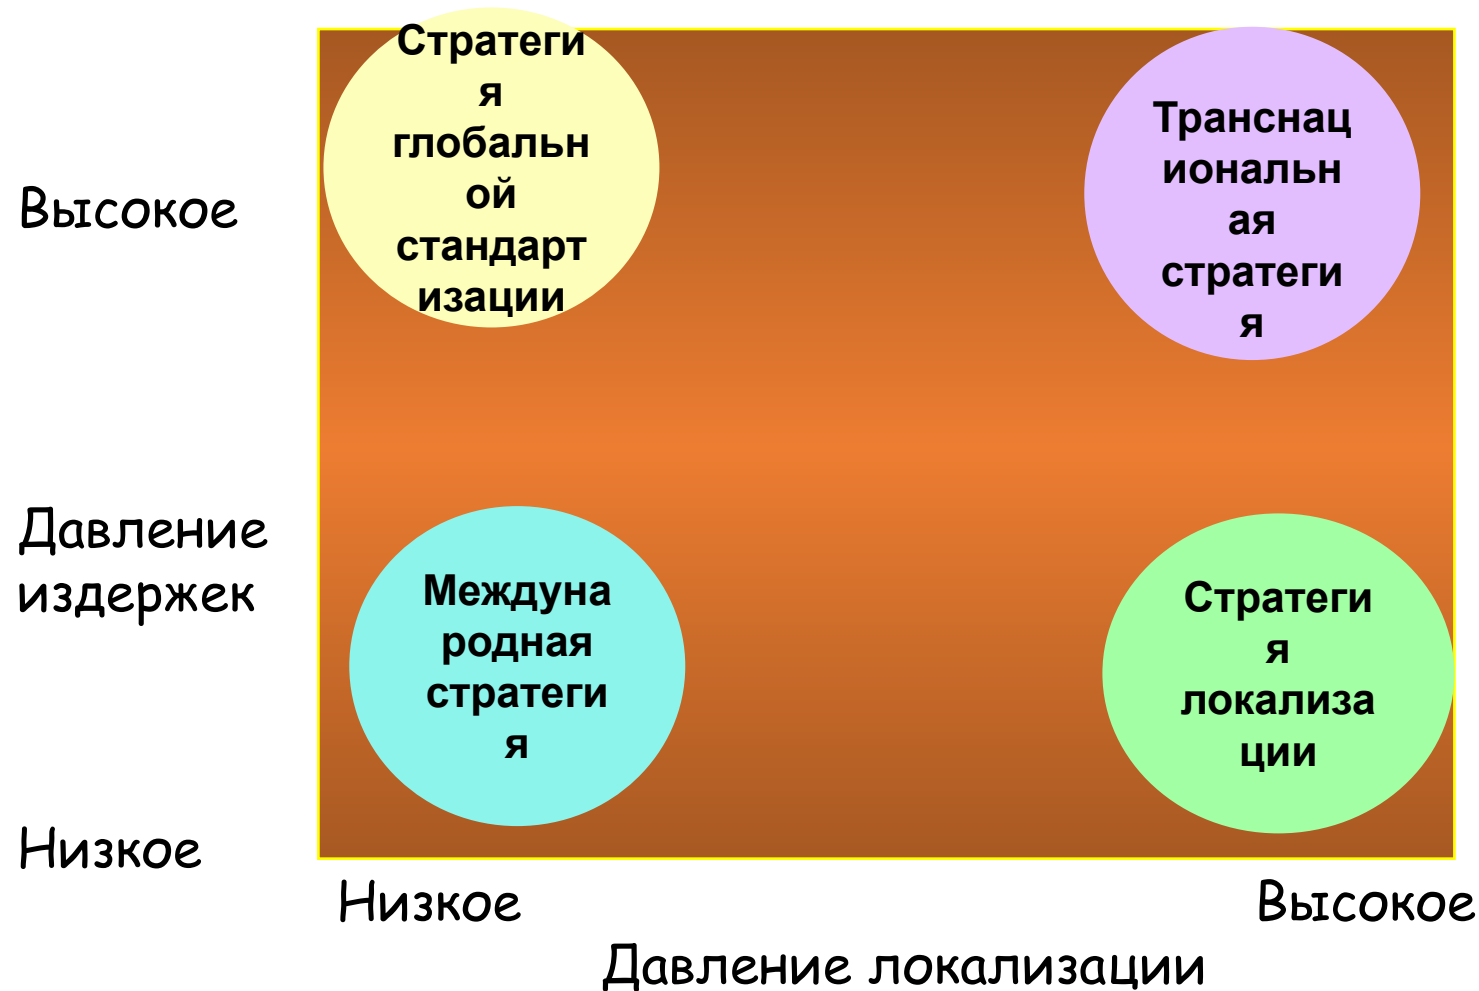 Стратеги
я
глобальн
ой
стандарт
изации
Транснац
иональн
ая
стратеги
я
Высокое
Давление
издержек
Междуна
родная
стратеги
я
Стратеги
я
локализа
ции
Низкое
Низкое
Высокое
Давление локализации